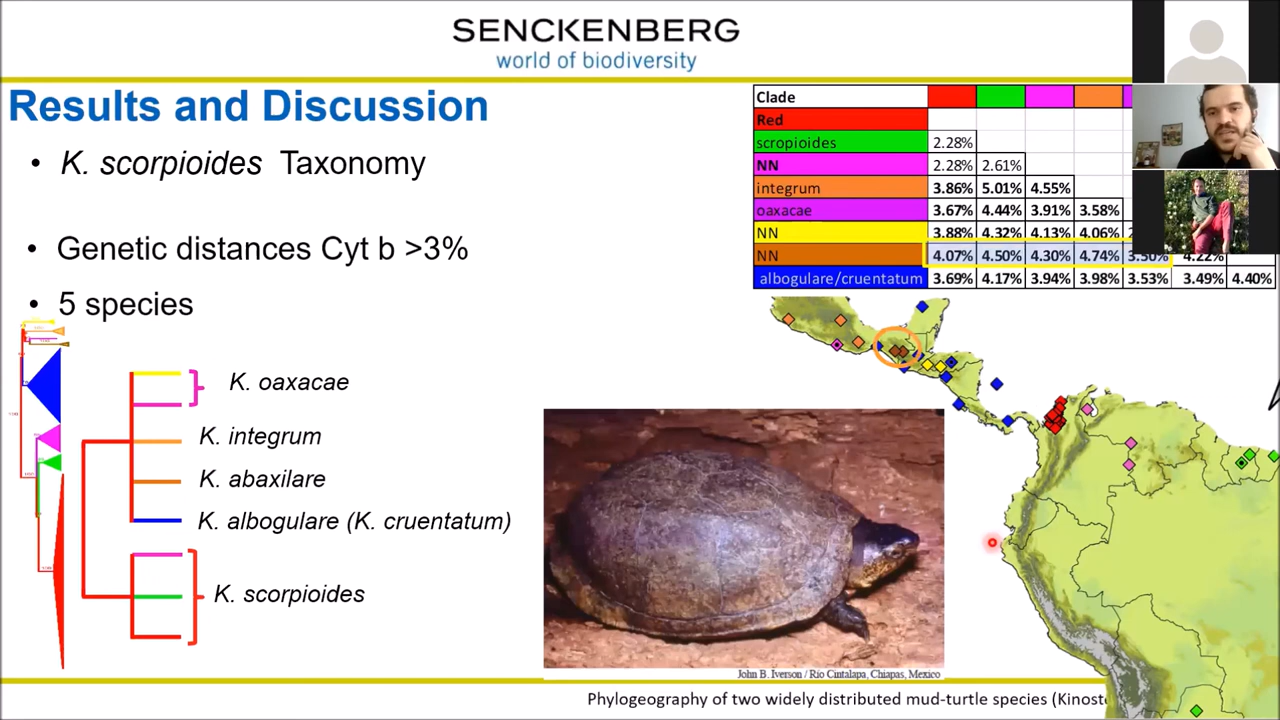 SENCKENBERG
world of biodiversity
Results and Discussion
• K. scorpioides Taxonomy
• Genetic distances Cyt b >3%
• 5 species
K. oaxacae
K. integrum
K. abaxilare
K. albogulare (K. cruentatum)
K. scorpioides
Clade
Red
scropioides 2.28%
NN 2.28% 2.61%
integrum 3.86% 5.01% 4.55%
oaxacae 3.67% 4.44% 3.91% 3.58%
NN 3.88% 4.32% 4.13% 4.06%
NN 4.07% 4.50% 4.30% 4.74% 3.50% 4.22%
albogulare/cruentatum 3.69% 4.17% 3.94% 3.98% 3.53% 3.49% 4.40%
John B. Iverson / Río Cintalapa, Chiapas, Mexico
Phylogeography of two widely distributed mud-turtle species (Kinost